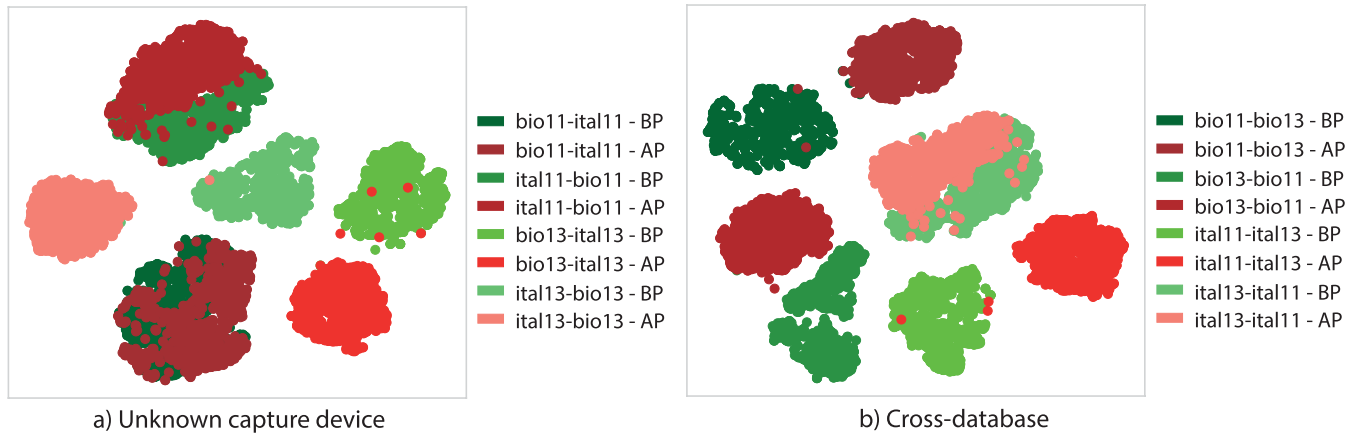 bio11-ital11 - BP
bio11-ital11 - AP
ital11-bio11 - BP
ital11-bio11 - AP
bio13-ital13 - BP
bio13-ital13 - AP
ital13-bio13 - BP
ital13-bio13 - AP
a) Unknown capture device
bio11-bio13 - BP
bio11-bio13 - AP
bio13-bio11 - BP
bio13-bio11 - AP
ital11-ital13 - BP
ital11-ital13 - AP
ital13-ital11 - BP
ital13-ital11 - AP
b) Cross-database